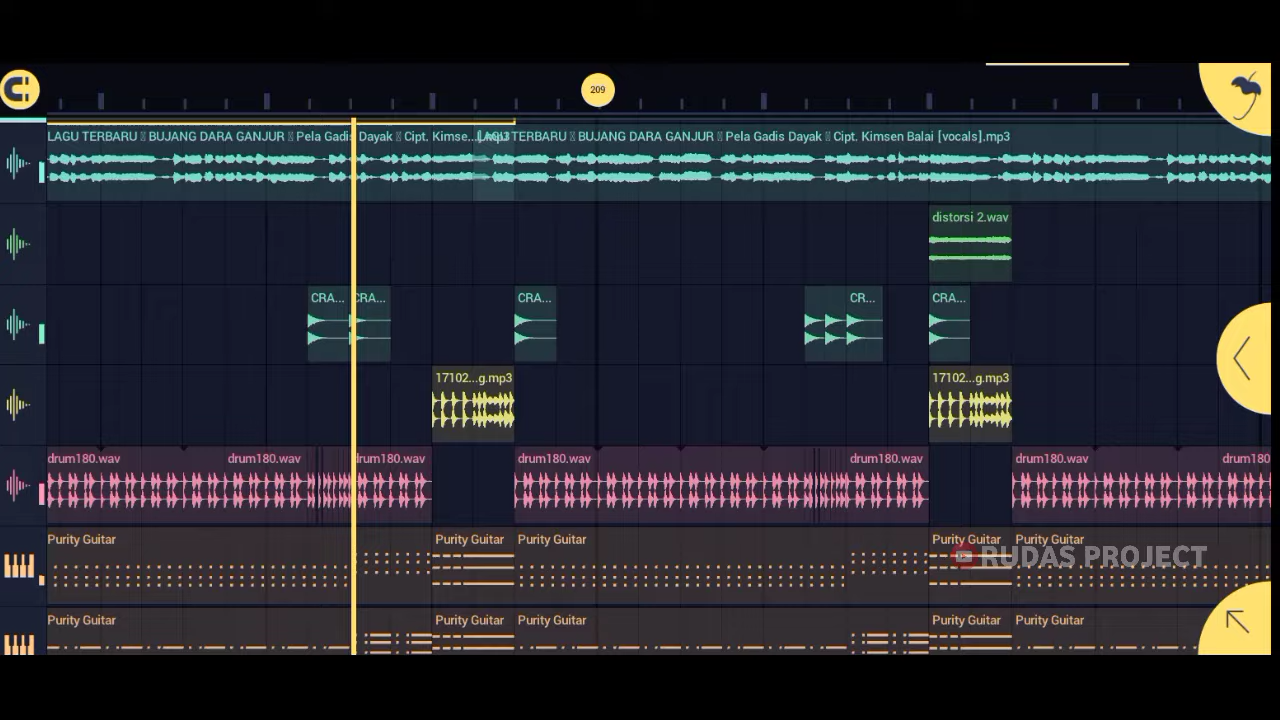 209
LAGU TERBARU BUJANG DARA GANJUR Pela Gadis Dayak Cipt. Kimse...
TERBARU BUJANG DARA GANJUR Pela Gadis Dayak Cipt. Kimsen Balai [vocals].mp3
distorsi 2.wav
CRA... CRA... CRA... CR... CRA...
17102...g.mp3 17102...g.mp3
drum180.wav drum180.wav drum180.wav drum180.wav drum180.wav drum180.wav drum180
Purity Guitar Purity Guitar Purity Guitar Purity Guitar Purity Guitar
RUDAS PROJECT
Purity Guitar Purity Guitar Purity Guitar Purity Guitar Purity Guitar